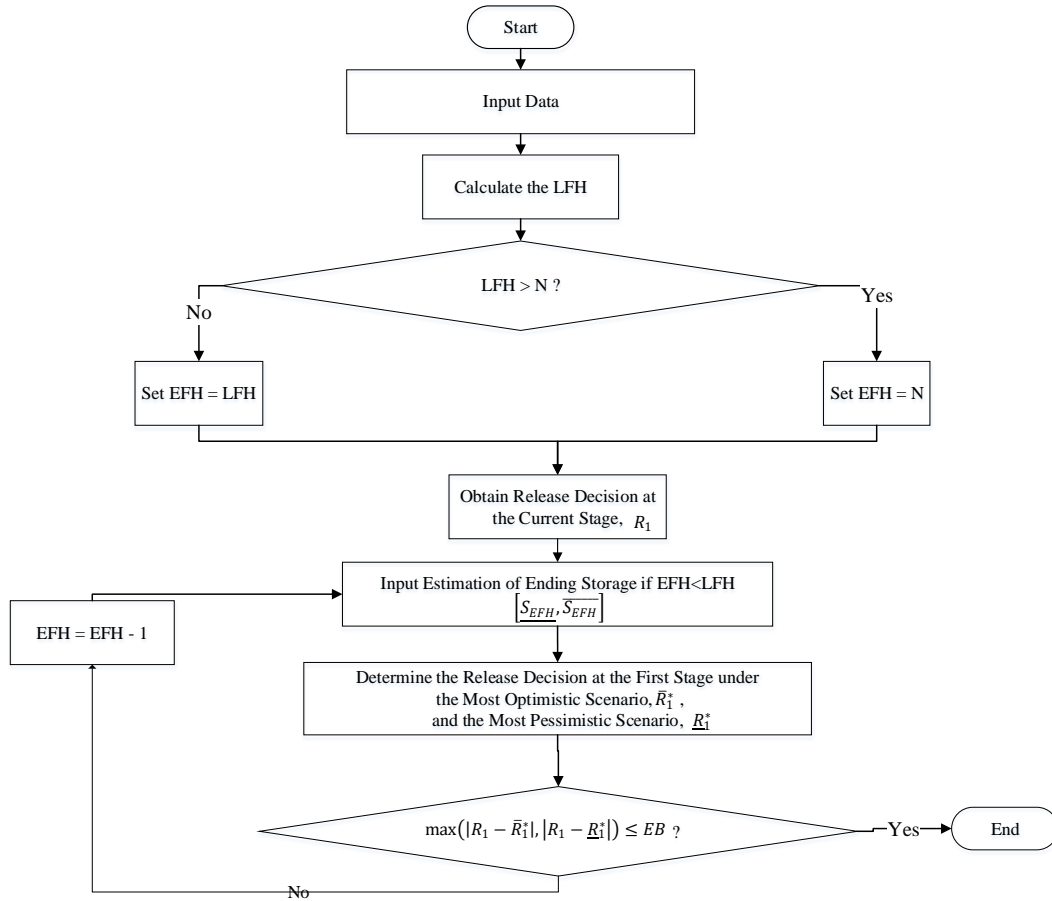 Start
Input Data
Calculate the LFH
LFH > N ?
No
Yes
Set EFH = LFH
Set EFH = N
Obtain Release Decision at
the Current Stage, R₁
Input Estimation of Ending Storage if EFH<LFH
[S̲_EFH, S̅_EFH]
EFH = EFH - 1
Determine the Release Decision at the First Stage under
the Most Optimistic Scenario, R̄₁* ,
and the Most Pessimistic Scenario, R̲₁*
max(|R₁ − R̄₁*|, |R₁ − R̲₁*|) ≤ EB ?
Yes
End
No